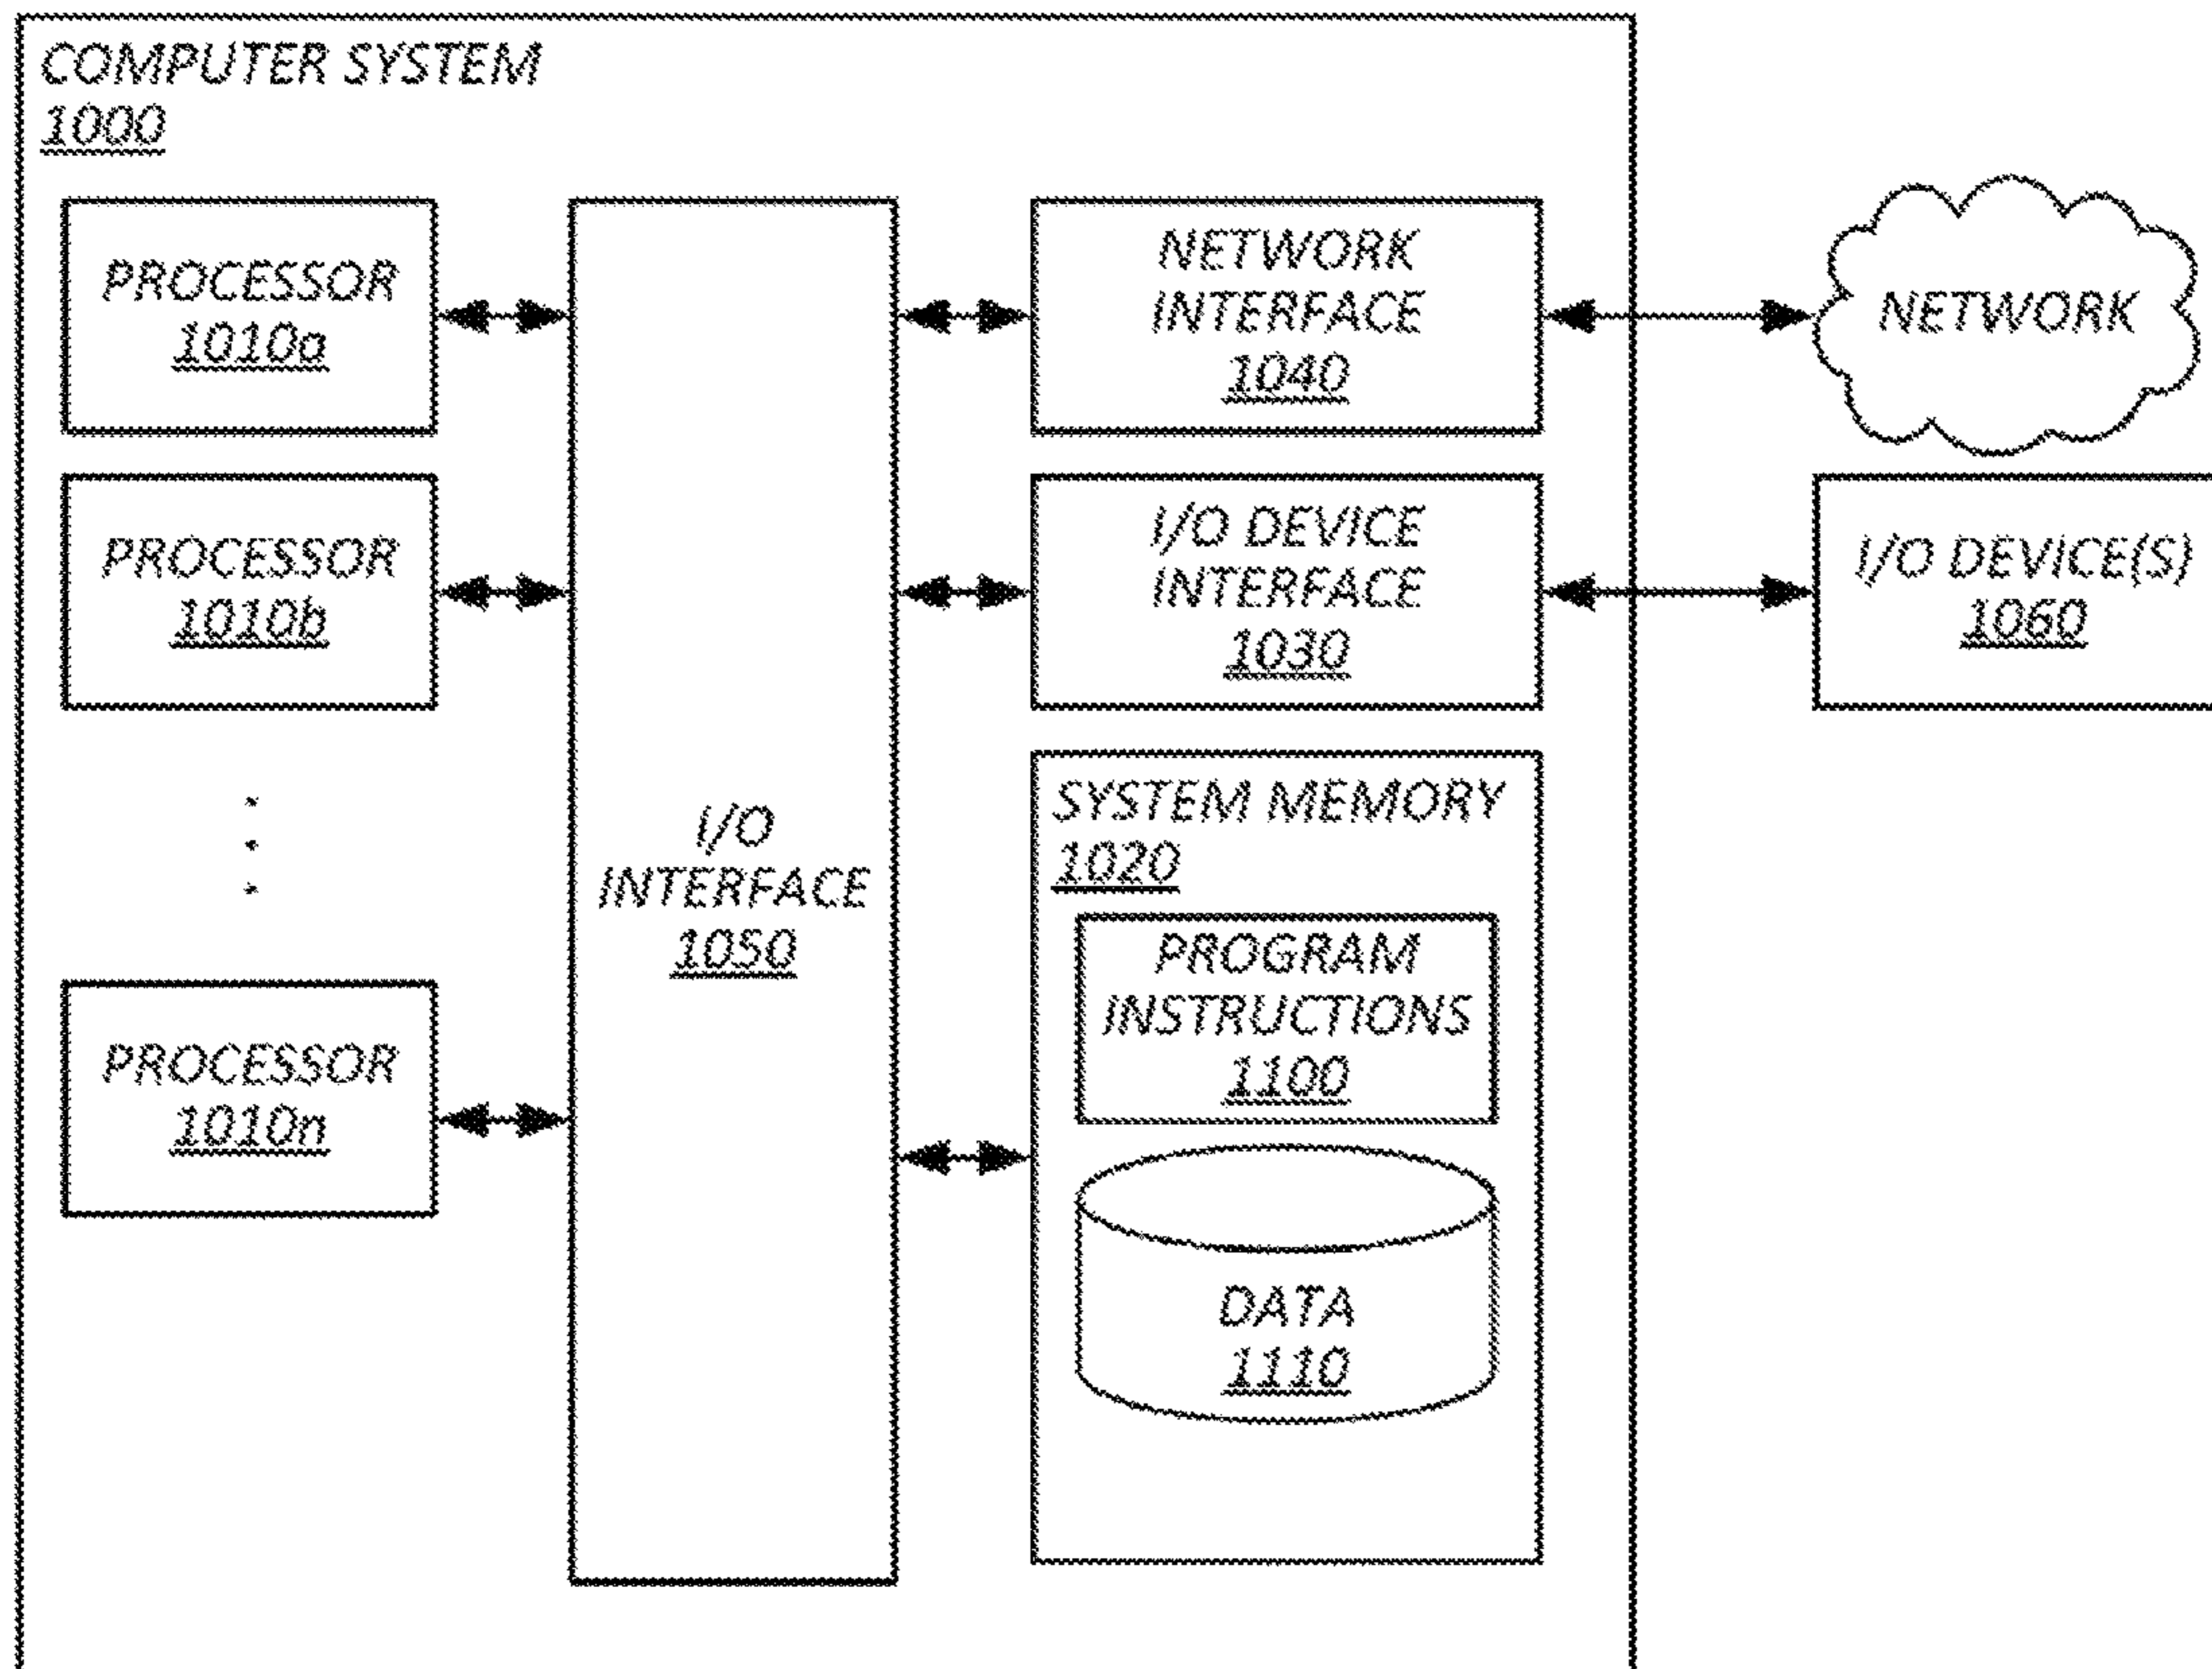 COMPUTER SYSTEM
1000
PROCESSOR
1010a
PROCESSOR
1010b
PROCESSOR
1010n
I/O
INTERFACE
1050
NETWORK
INTERFACE
1040
I/O DEVICE
INTERFACE
1030
SYSTEM MEMORY
1020
PROGRAM
INSTRUCTIONS
1100
DATA
1110
NETWORK
I/O DEVICE(S)
1060